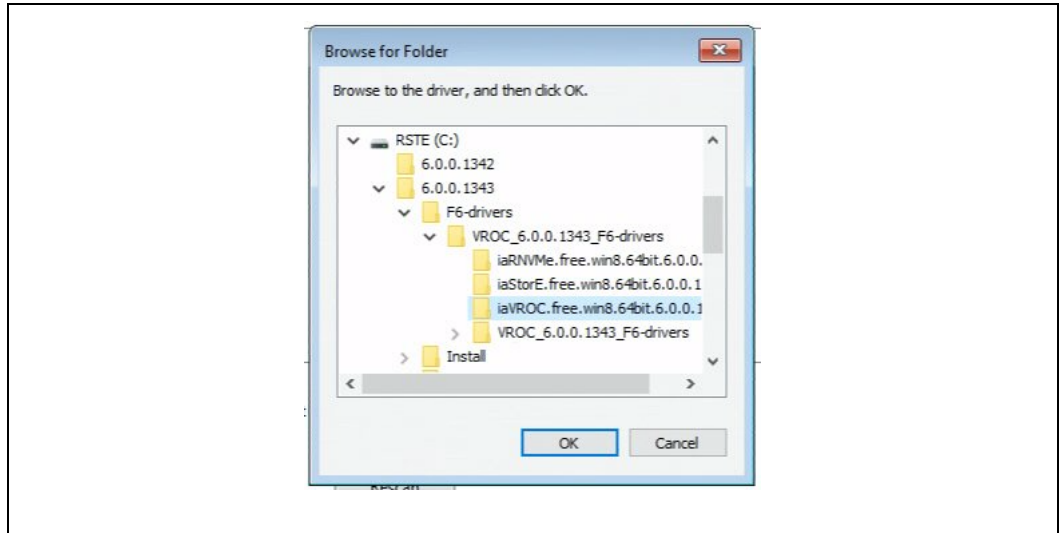 Browse for Folder
Browse to the driver, and then click OK.
RSTE (C:)
6.0.0.1342
6.0.0.1343
F6-drivers
VROC_6.0.0.1343_F6-drivers
iaRNVMe.free.win8.64bit.6.0.0.
iaStorE.free.win8.64bit.6.0.0.1
iaVROC.free.win8.64bit.6.0.0.1
VROC_6.0.0.1343_F6-drivers
Install
OK Cancel